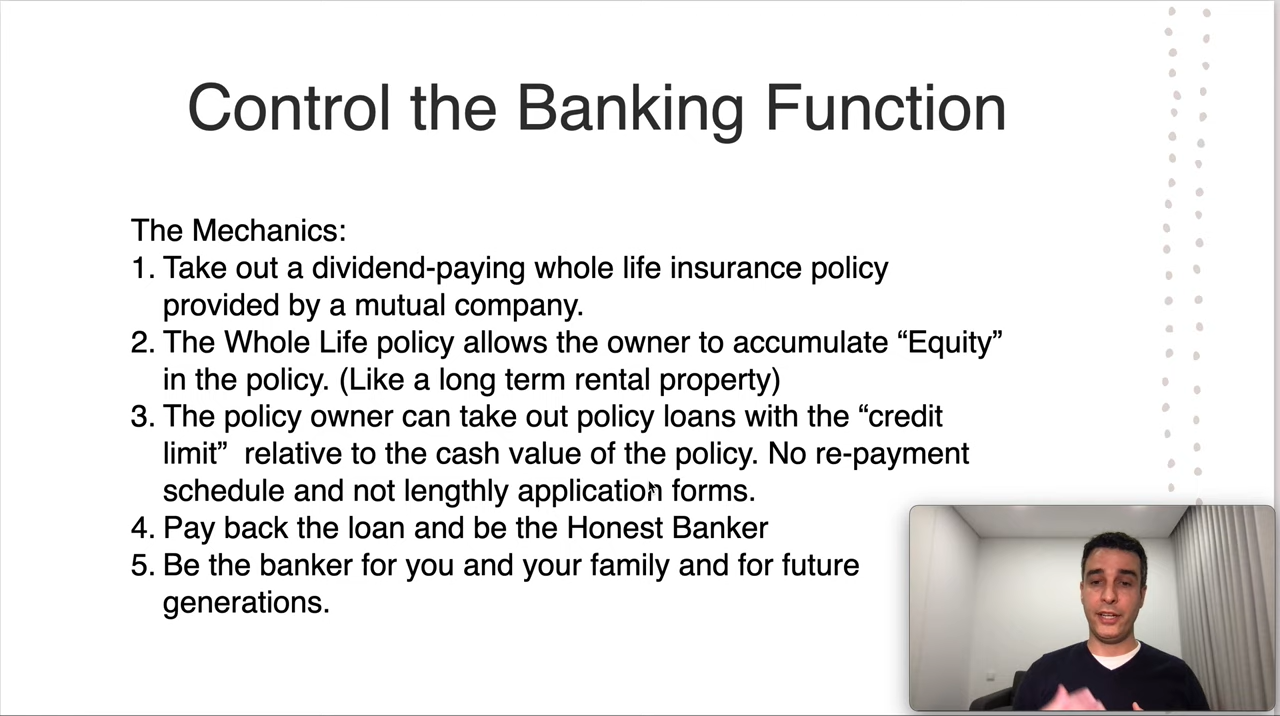 Control the Banking Function
The Mechanics:
1. Take out a dividend-paying whole life insurance policy
provided by a mutual company.
2. The Whole Life policy allows the owner to accumulate “Equity”
in the policy. (Like a long term rental property)
3. The policy owner can take out policy loans with the “credit
limit”  relative to the cash value of the policy. No re-payment
schedule and not lengthly application forms.
4. Pay back the loan and be the Honest Banker
5. Be the banker for you and your family and for future
generations.